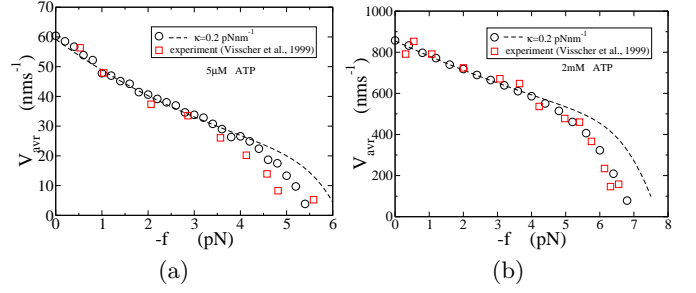 κ=0.2 pNnm⁻¹
experiment (Visscher et al., 1999)
5μM ATP
V_avr (nms⁻¹)
70
60
50
40
30
20
10
0
0 1 2 3 4 5 6
-f (pN)
(a)
κ=0.2 pNnm⁻¹
experiment (Visscher et al., 1999)
2mM ATP
V_avr (nms⁻¹)
1000
800
600
400
200
0
0 1 2 3 4 5 6 7 8
-f (pN)
(b)